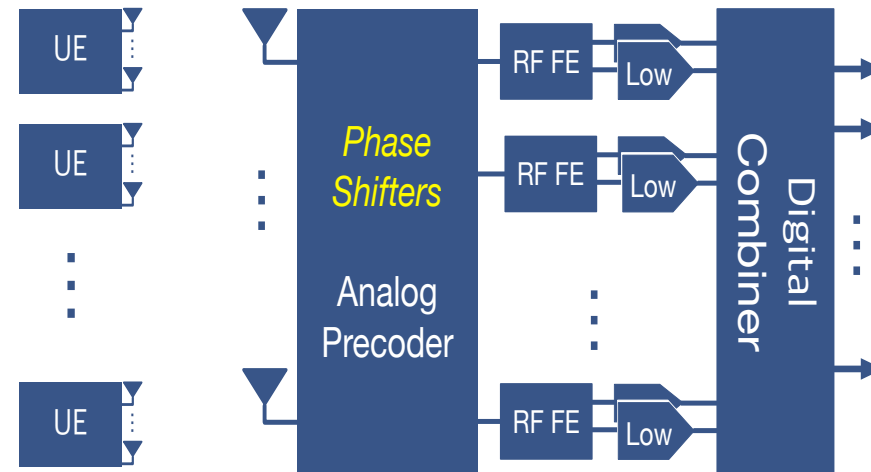 UE
RF FE
Low
UE
Phase
Shifters
RF FE
Low
Analog
Precoder
Digital
Combiner
UE
RF FE
Low